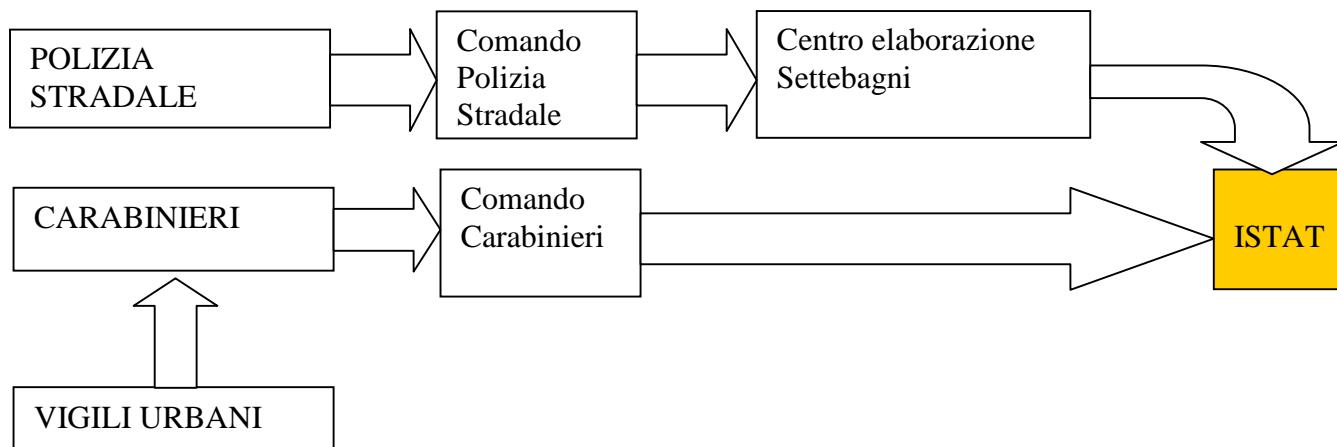 POLIZIA
STRADALE
Comando
Polizia
Stradale
Centro elaborazione
Settebagni
CARABINIERI
Comando
Carabinieri
ISTAT
VIGILI URBANI